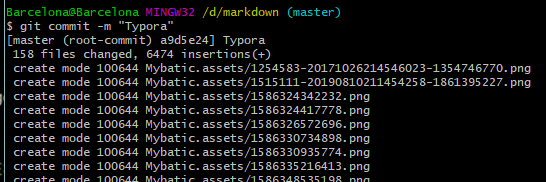 Barcelona@Barcelona MINGW32 /d/markdown (master)
$ git commit -m "Typora"
[master (root-commit) a9d5e24] Typora
158 files changed, 6474 insertions(+)
create mode 100644 Mybatic.assets/1254583-20171026214546023-1354746770.png
create mode 100644 Mybatic.assets/1515111-20190810211454258-1861395227.png
create mode 100644 Mybatic.assets/1586324342232.png
create mode 100644 Mybatic.assets/1586324417778.png
create mode 100644 Mybatic.assets/1586326572696.png
create mode 100644 Mybatic.assets/1586330734898.png
create mode 100644 Mybatic.assets/1586330935774.png
create mode 100644 Mybatic.assets/1586335216413.png
create mode 100644 Mybatic.assets/1586348535198.png